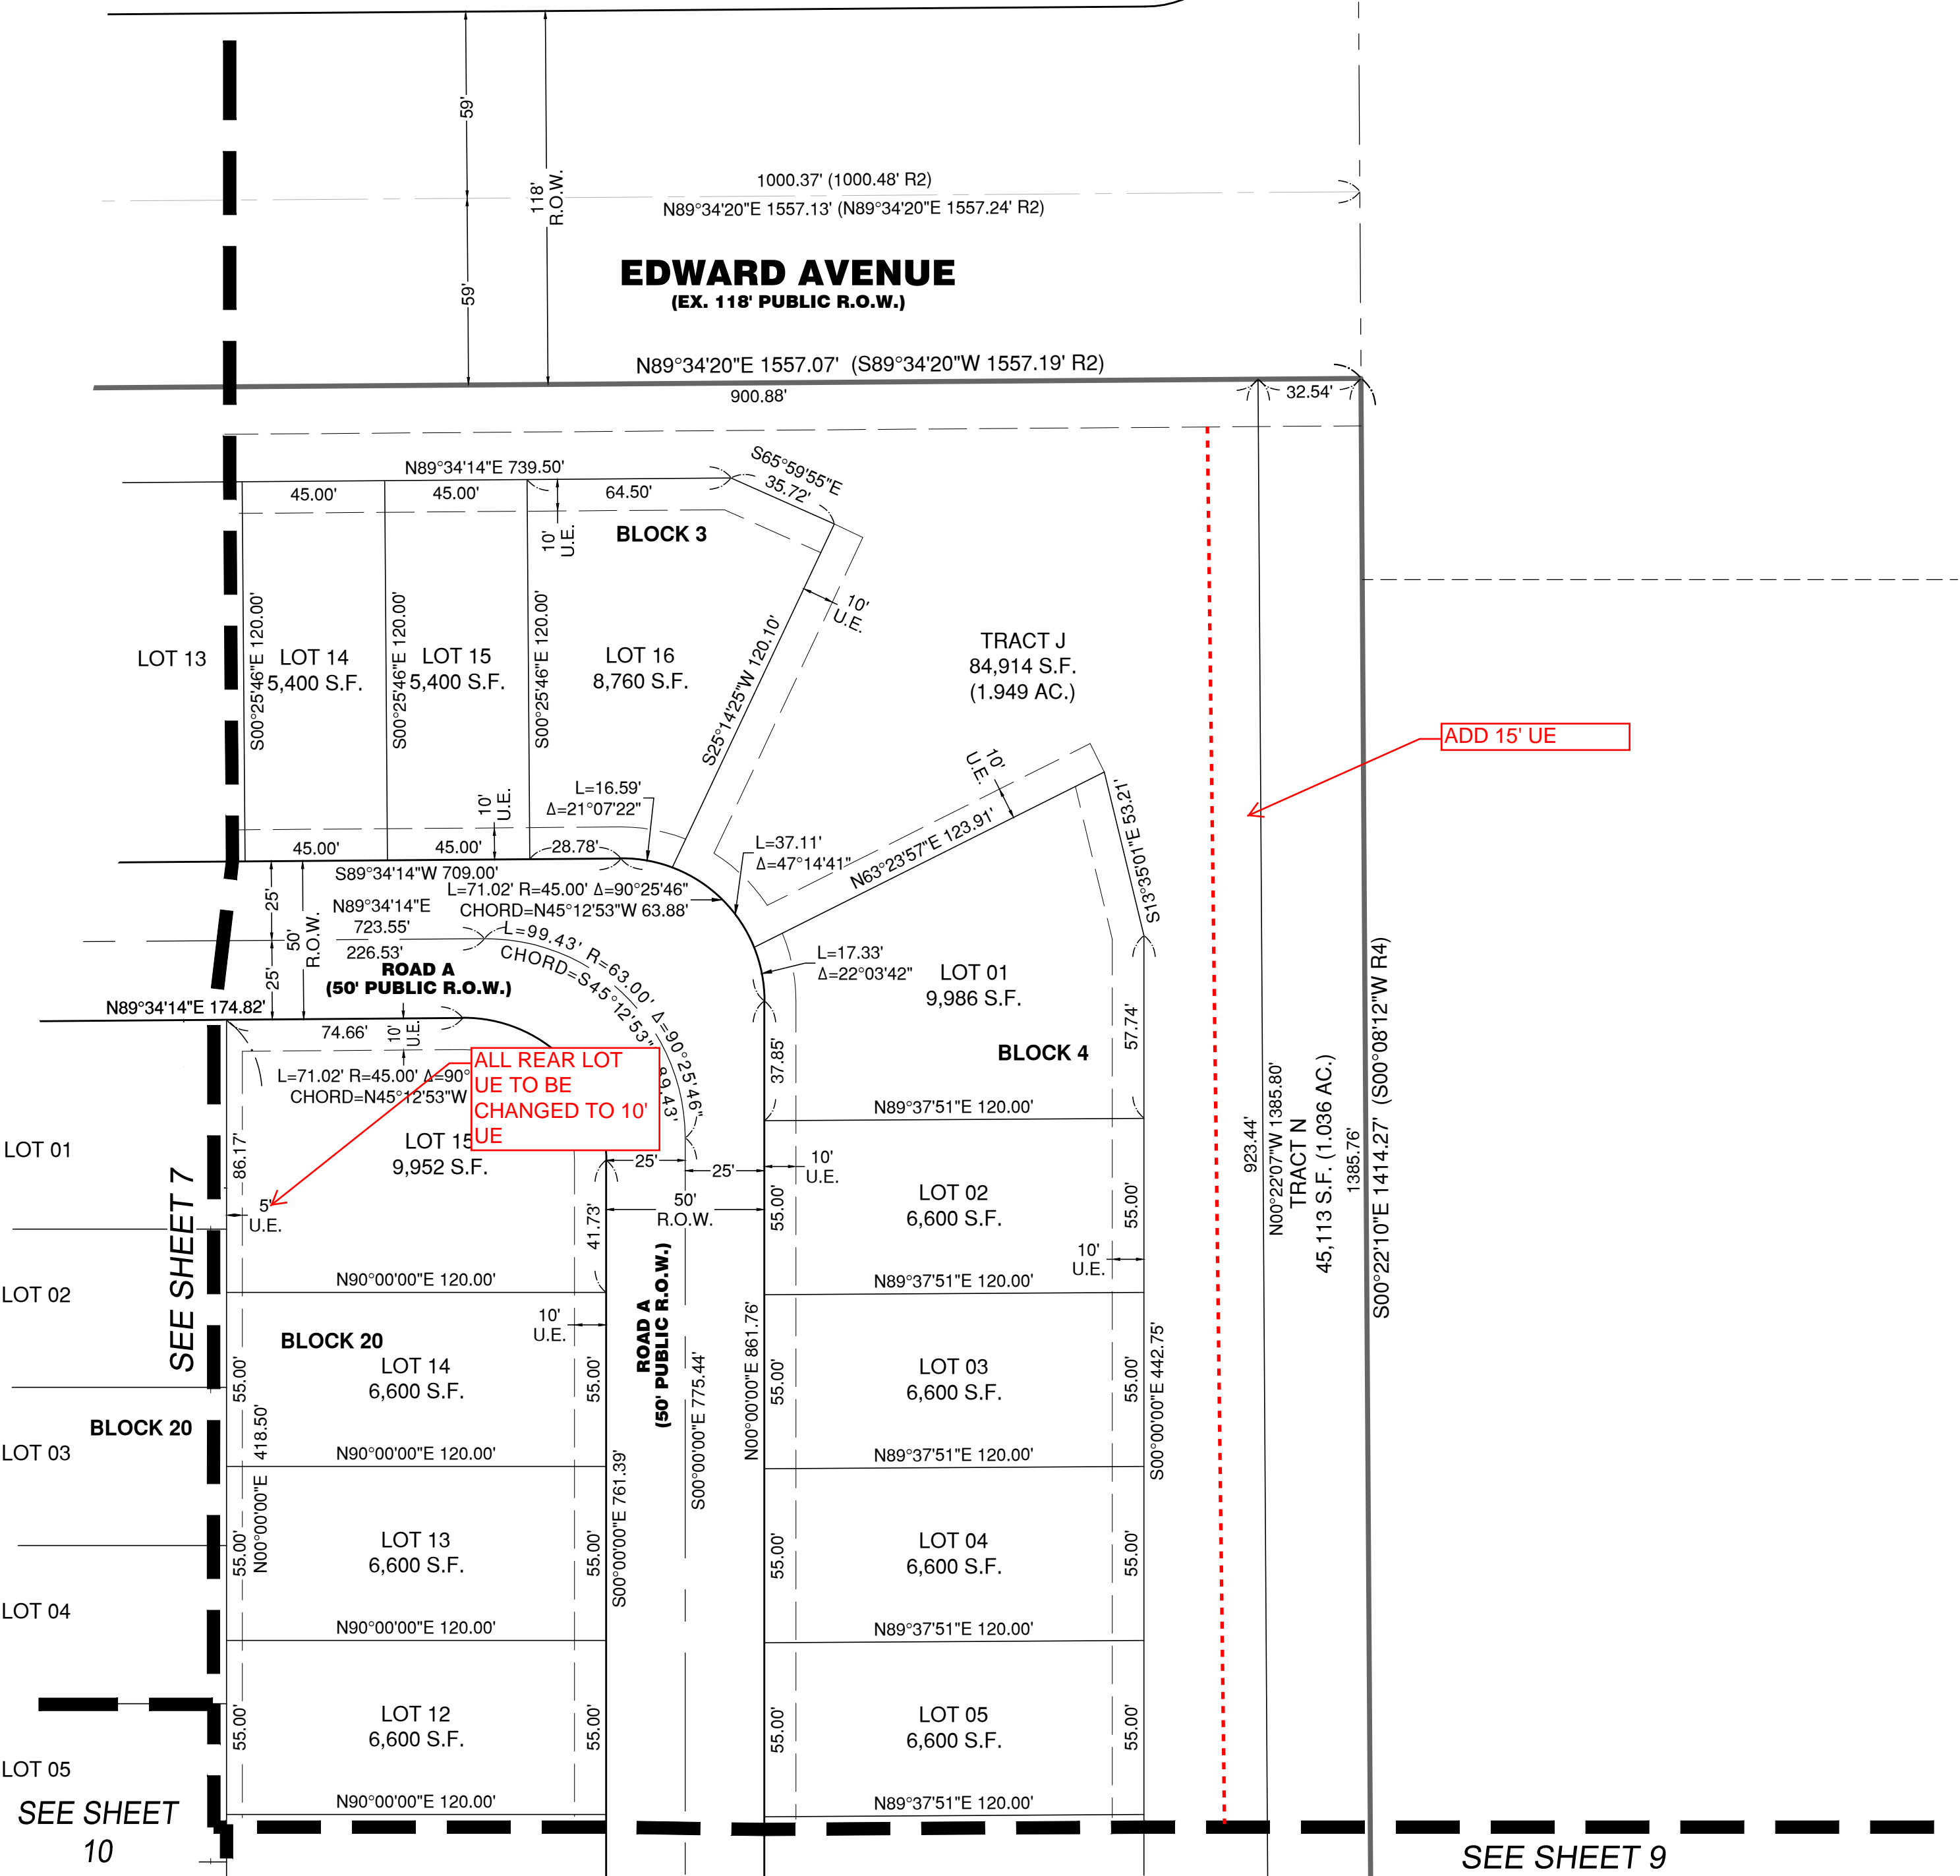 59'
118'
R.O.W.
1000.37' (1000.48' R2)
N89°34'20"E 1557.13' (N89°34'20"E 1557.24' R2)
EDWARD AVENUE
(EX. 118' PUBLIC R.O.W.)
59'
N89°34'20"E 1557.07' (S89°34'20"W 1557.19' R2)
900.88'
32.54'
N89°34'14"E 739.50'
45.00'
45.00'
64.50'
S65°59'55"E
35.72'
10'
U.E.
BLOCK 3
LOT 13
S00°25'46"E 120.00'
LOT 14
5,400 S.F.
S00°25'46"E 120.00'
LOT 15
5,400 S.F.
S00°25'46"E 120.00'
LOT 16
8,760 S.F.
S25°14'25"W 120.10'
10'
U.E.
TRACT J
84,914 S.F.
(1.949 AC.)
ADD 15' UE
10'
U.E.
L=16.59'
Δ=21°07'22"
10'
U.E.
45.00'
45.00'
28.78'
L=37.11'
Δ=47°14'41"
N63°23'57"E 123.91'
S13°35'01"E 53.21'
S89°34'14"W 709.00'
L=71.02' R=45.00' Δ=90°25'46"
CHORD=N45°12'53"W 63.88'
25'
50'
R.O.W.
25'
N89°34'14"E
723.55'
226.53'
L=99.43' R=63.00' Δ=90°25'46"
CHORD=S45°12'53"
89.43'
ROAD A
(50' PUBLIC R.O.W.)
L=17.33'
Δ=22°03'42"
LOT 01
9,986 S.F.
N89°34'14"E 174.82'
74.66'
10'
U.E.
37.85'
BLOCK 4
57.74'
L=71.02' R=45.00' Δ=90°
CHORD=N45°12'53"W
ALL REAR LOT
UE TO BE
CHANGED TO 10'
UE
N89°37'51"E 120.00'
LOT 01
SEE SHEET 7
86.17'
LOT 15
9,952 S.F.
5'
U.E.
25'
25'
50'
R.O.W.
10'
U.E.
41.73'
55.00'
LOT 02
6,600 S.F.
55.00'
10'
U.E.
923.44'
N00°22'07"W 1385.80'
TRACT N
45,113 S.F. (1.036 AC.)
1385.76'
S00°22'10"E 1414.27' (S00°08'12"W R4)
LOT 02
N90°00'00"E 120.00'
N89°37'51"E 120.00'
BLOCK 20
10'
U.E.
ROAD A
(50' PUBLIC R.O.W.)
S00°00'00"E 775.44'
N00°00'00"E 861.76'
55.00'
LOT 14
6,600 S.F.
55.00'
55.00'
LOT 03
6,600 S.F.
55.00'
S00°00'00"E 442.75'
BLOCK 20
LOT 03
N00°00'00"E 418.50'
N90°00'00"E 120.00'
N89°37'51"E 120.00'
S00°00'00"E 761.39'
55.00'
LOT 13
6,600 S.F.
55.00'
55.00'
LOT 04
6,600 S.F.
55.00'
LOT 04
N90°00'00"E 120.00'
N89°37'51"E 120.00'
55.00'
LOT 12
6,600 S.F.
55.00'
55.00'
LOT 05
6,600 S.F.
55.00'
LOT 05
N90°00'00"E 120.00'
N89°37'51"E 120.00'
SEE SHEET
10
SEE SHEET 9